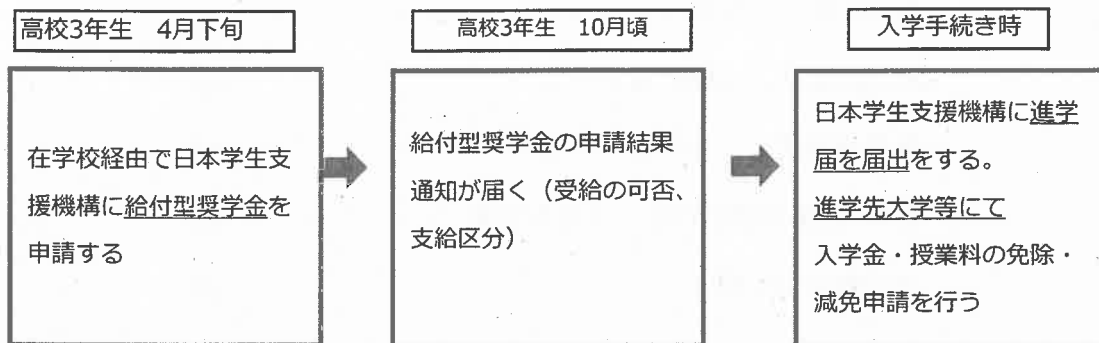 高校3年生 4月下旬
在学校経由で日本学生支
援機構に給付型奨学金を
申請する
高校3年生 10月頃
給付型奨学金の申請結果
通知が届く（受給の可否、
支給区分）
入学手続き時
日本学生支援機構に進学
届を届出をする。
進学先大学等にて
入学金・授業料の免除・
減免申請を行う